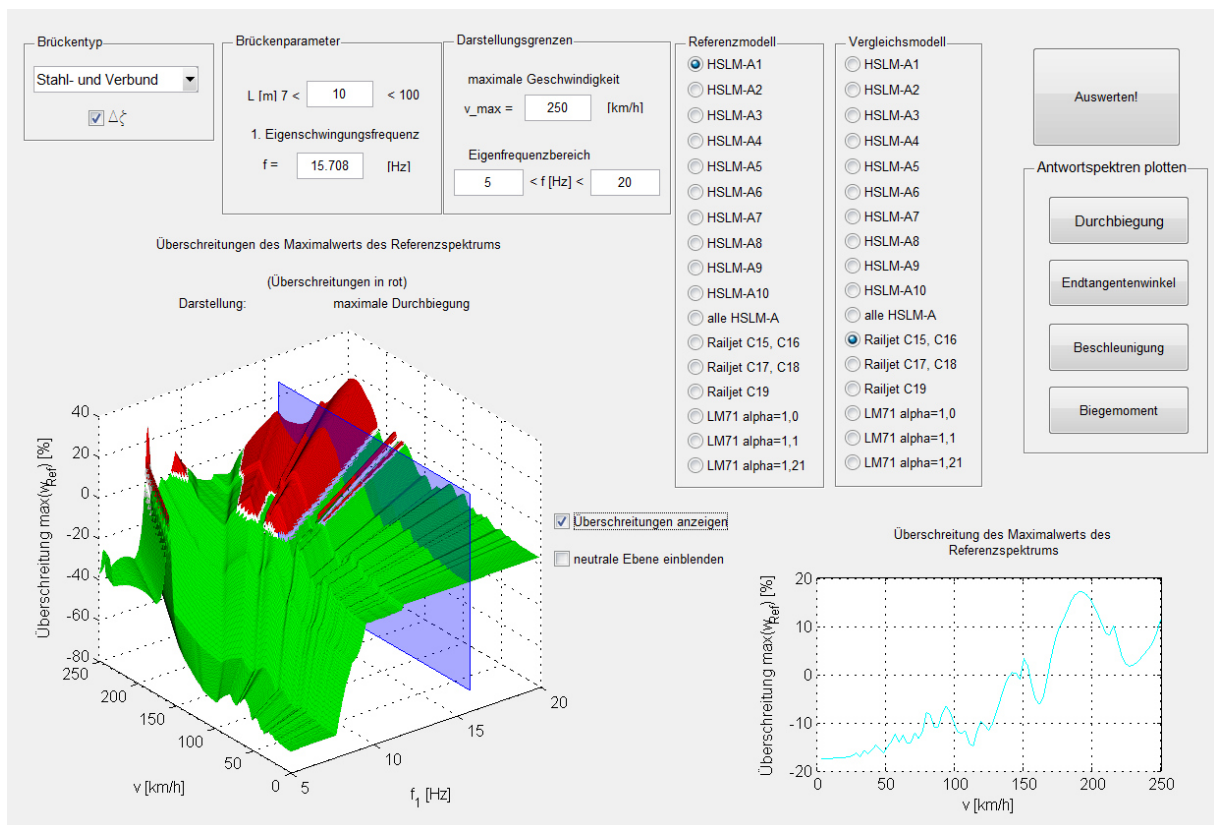 Brückentyp
Stahl- und Verbund
Δζ
Brückenparameter
L [m] 7 < 10 < 100
1. Eigenschwingungsfrequenz
f = 15.708 [Hz]
Darstellungsgrenzen
maximale Geschwindigkeit
v_max = 250 [km/h]
Eigenfrequenzbereich
5 < f [Hz] < 20
Referenzmodell
HSLM-A1
HSLM-A2
HSLM-A3
HSLM-A4
HSLM-A5
HSLM-A6
HSLM-A7
HSLM-A8
HSLM-A9
HSLM-A10
alle HSLM-A
Railjet C15, C16
Railjet C17, C18
Railjet C19
LM71 alpha=1,0
LM71 alpha=1,1
LM71 alpha=1,21
Vergleichsmodell
HSLM-A1
HSLM-A2
HSLM-A3
HSLM-A4
HSLM-A5
HSLM-A6
HSLM-A7
HSLM-A8
HSLM-A9
HSLM-A10
alle HSLM-A
Railjet C15, C16
Railjet C17, C18
Railjet C19
LM71 alpha=1,0
LM71 alpha=1,1
LM71 alpha=1,21
Auswerten!
Antwortspektren plotten
Durchbiegung
Endtangentenwinkel
Beschleunigung
Biegemoment
Überschreitungen des Maximalwerts des Referenzspektrums
(Überschreitungen in rot)
Darstellung: maximale Durchbiegung
Überschreitung max(w_Ref) [%]
40
20
0
-20
-40
-60
-80
250
200
150
100
50
0
v [km/h]
5
10
15
20
f_1 [Hz]
Überschreitungen anzeigen
neutrale Ebene einblenden
Überschreitung des Maximalwerts des
Referenzspektrums
Überschreitung max(w_Ref) [%]
20
10
0
-10
-20
0 50 100 150 200 250
v [km/h]